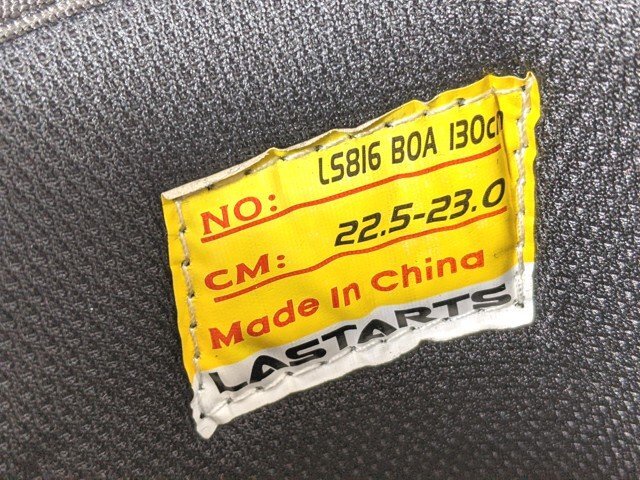 NO: LS816 BOA 130cm
CM: 22.5-23.0
Made In China
LASTARTS